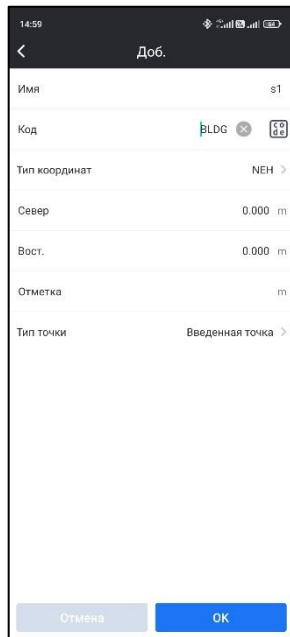 14:59
Доб.
Имя s1
Код BLDG code
Тип координат NEH
Север 0.000 m
Вост. 0.000 m
Отметка m
Тип точки Введенная точка
Отмена OK